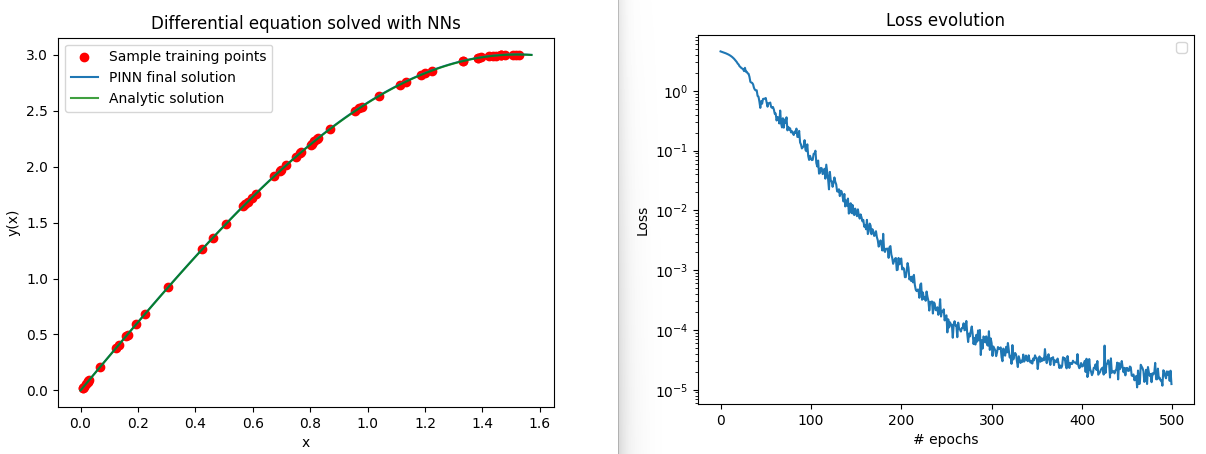 Differential equation solved with NNs
Sample training points
PINN final solution
Analytic solution
3.0
2.5
2.0
1.5
1.0
0.5
0.0
y(x)
0.0 0.2 0.4 0.6 0.8 1.0 1.2 1.4 1.6
x
Loss evolution
10⁰
10⁻¹
10⁻²
10⁻³
10⁻⁴
10⁻⁵
Loss
0 100 200 300 400 500
# epochs